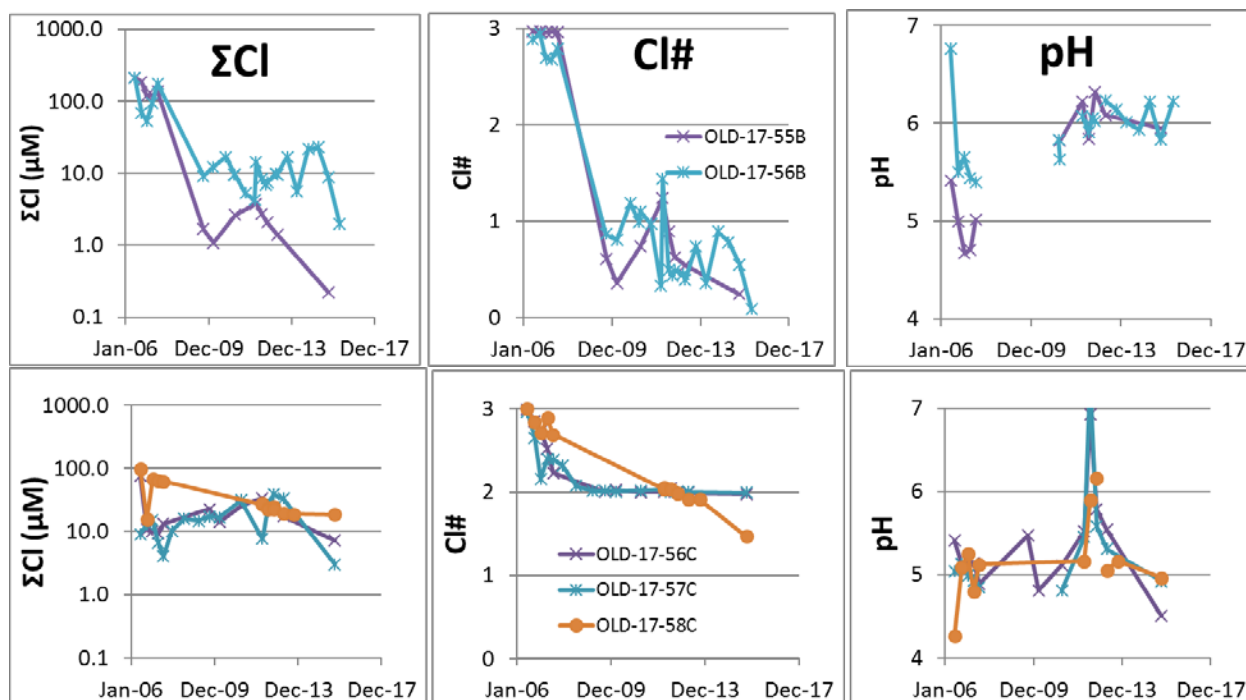 ΣCl
ΣCl (μM)
1000.0
100.0
10.0
1.0
0.1
Jan-06 Dec-09 Dec-13 Dec-17
Cl#
Cl#
3
2
1
0
OLD-17-55B
OLD-17-56B
Jan-06 Dec-09 Dec-13 Dec-17
pH
pH
7
6
5
4
Jan-06 Dec-09 Dec-13 Dec-17
ΣCl (μM)
1000.0
100.0
10.0
1.0
0.1
Jan-06 Dec-09 Dec-13 Dec-17
Cl#
3
2
1
0
OLD-17-56C
OLD-17-57C
OLD-17-58C
Jan-06 Dec-09 Dec-13 Dec-17
pH
7
6
5
4
Jan-06 Dec-09 Dec-13 Dec-17